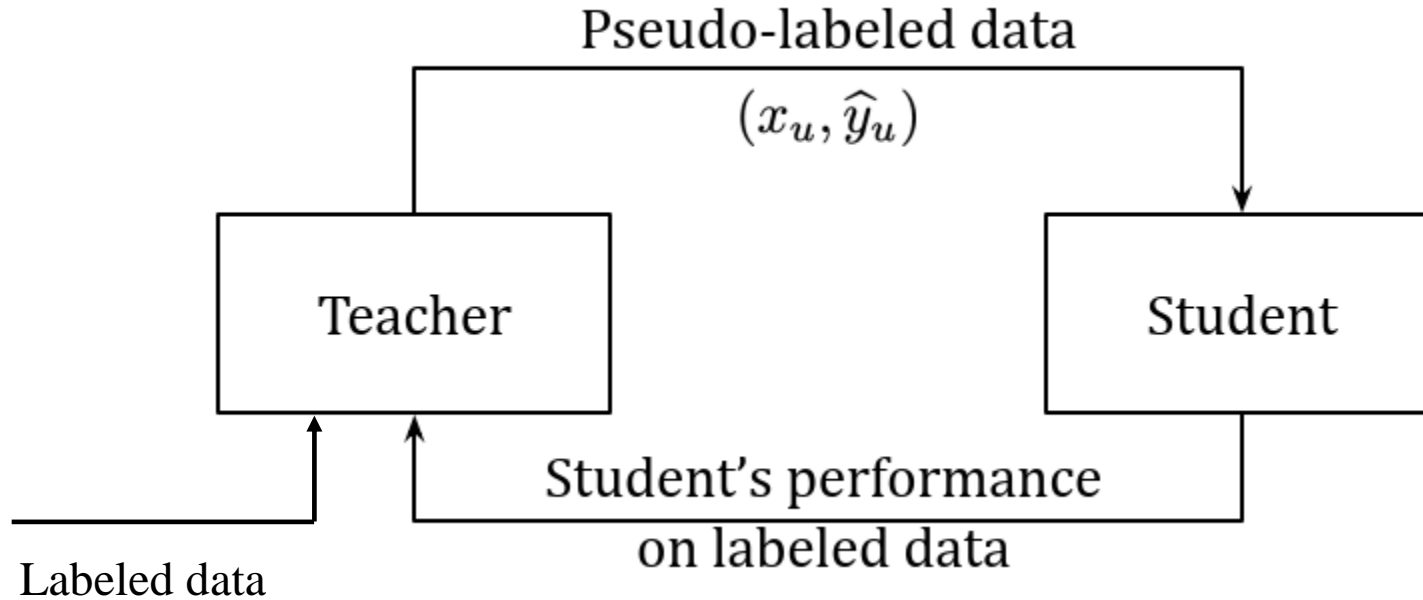 Pseudo-labeled data
(x_u, ŷ_u)
Teacher
Student
Student’s performance
on labeled data
Labeled data